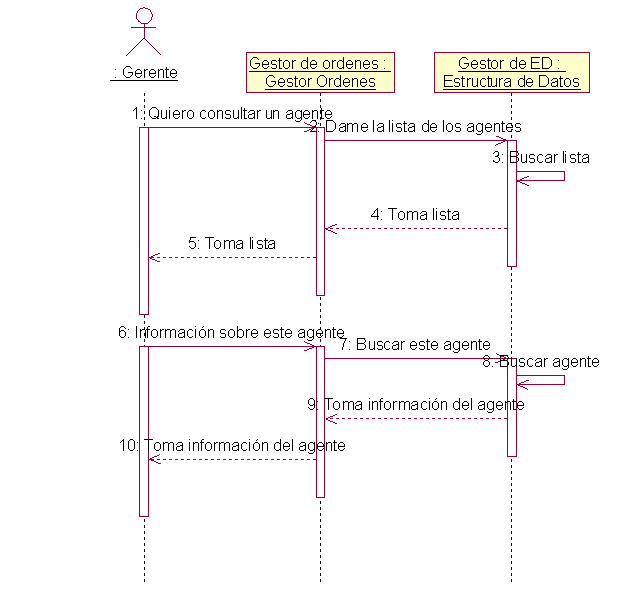 : Gerente
Gestor de ordenes :
Gestor Ordenes
Gestor de ED :
Estructura de Datos
1: Quiero consultar un agente
2: Dame la lista de los agentes
3: Buscar lista
4: Toma lista
5: Toma lista
6: Información sobre este agente
7: Buscar este agente
8: Buscar agente
9: Toma información del agente
10: Toma información del agente